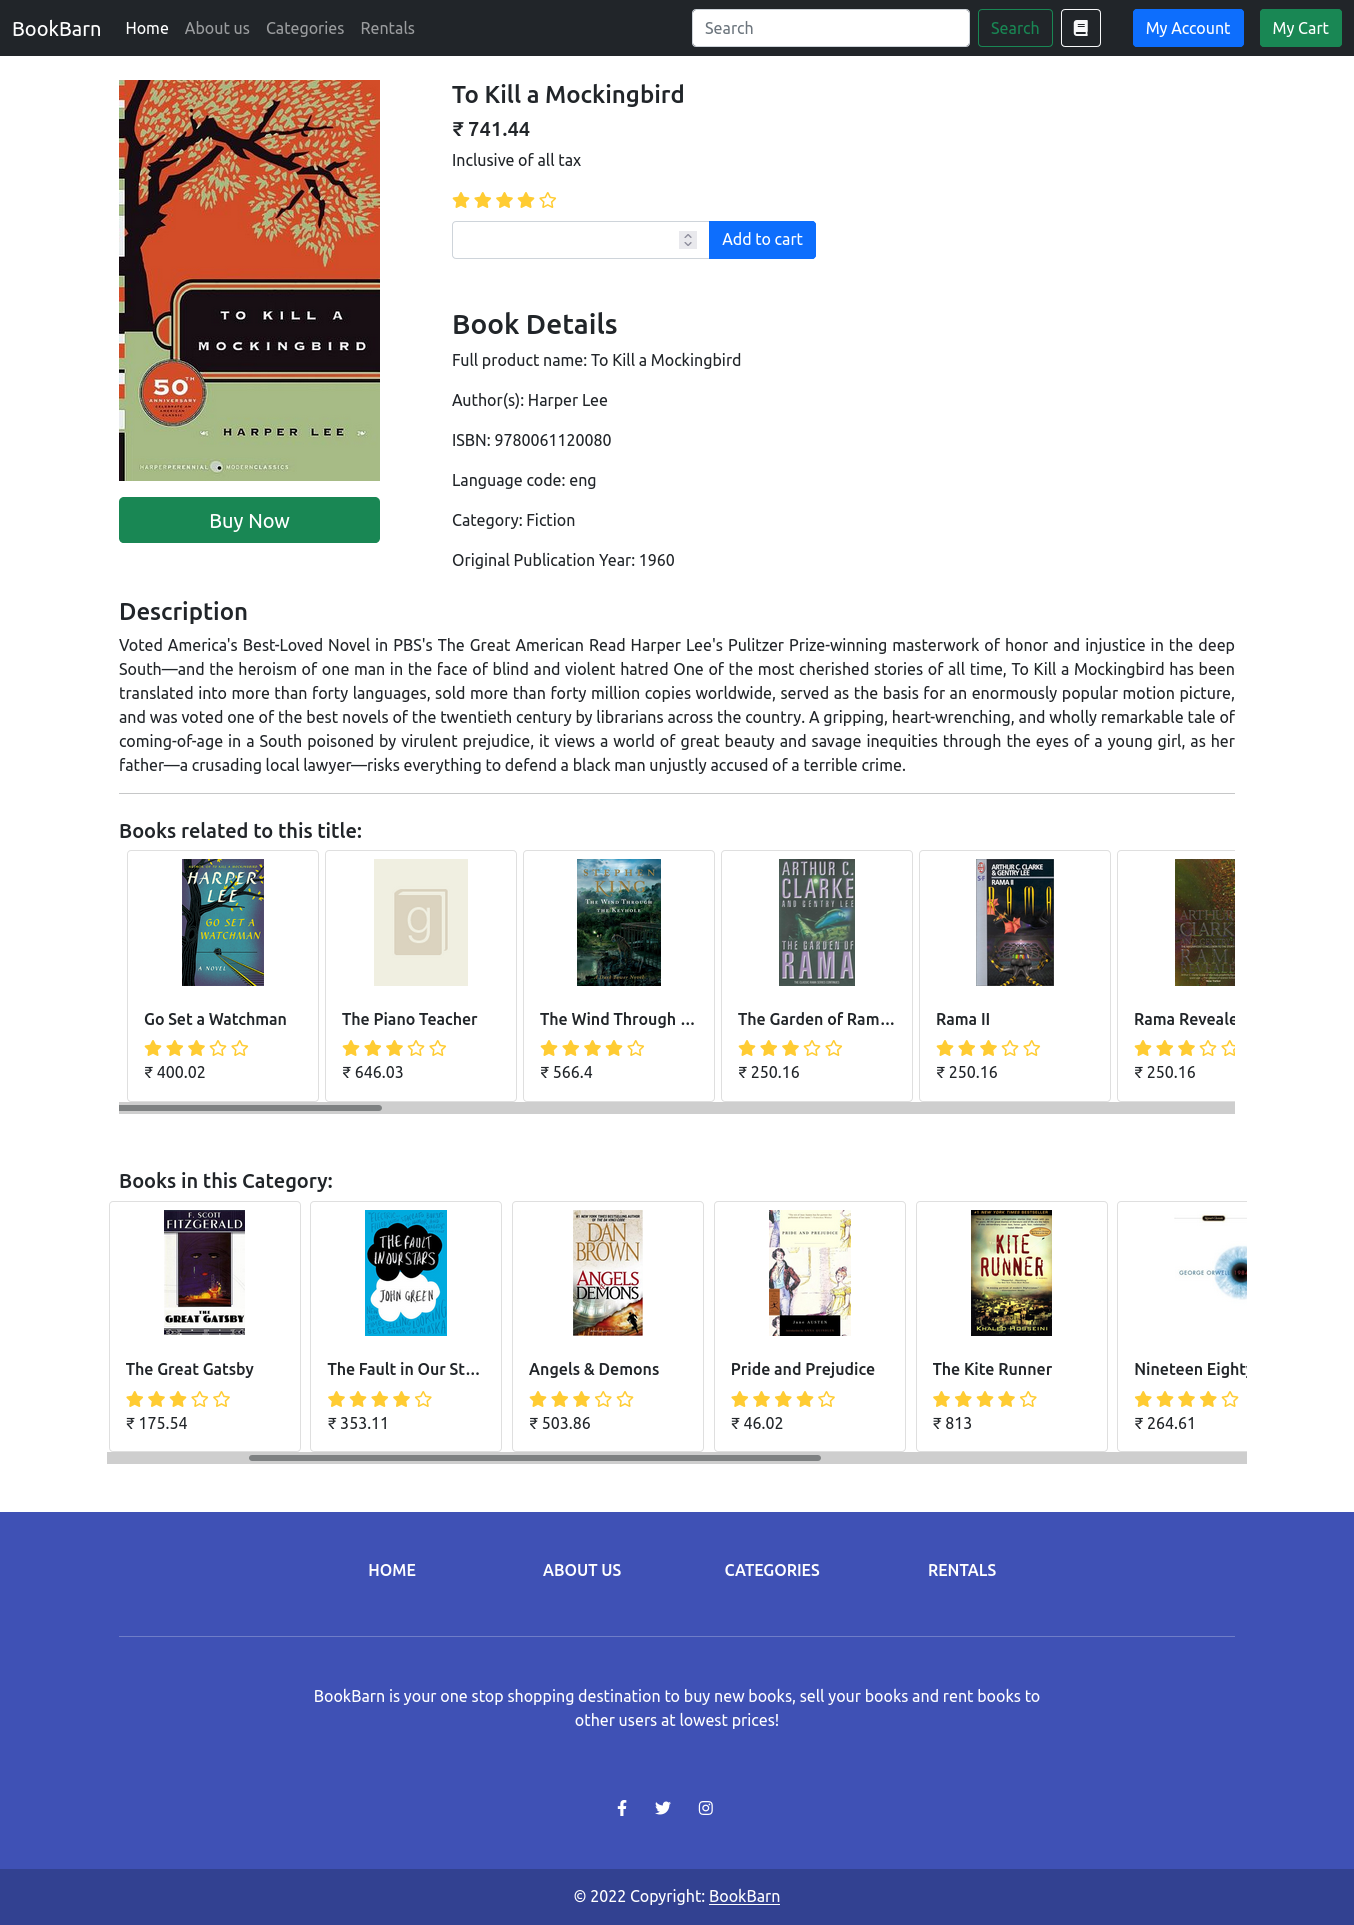 BookBarn Home About us Categories Rentals Search Search My Account My Cart
To Kill a Mockingbird
₹ 741.44
Inclusive of all tax
Add to cart
TO KILL A
MOCKINGBIRD
50TH
ANNIVERSARY
HARPER LEE
HARPERPERENNIAL MODERNCLASSICS
Buy Now
Book Details
Full product name: To Kill a Mockingbird
Author(s): Harper Lee
ISBN: 9780061120080
Language code: eng
Category: Fiction
Original Publication Year: 1960
Description
Voted America's Best-Loved Novel in PBS's The Great American Read Harper Lee's Pulitzer Prize-winning masterwork of honor and injustice in the deep
South—and the heroism of one man in the face of blind and violent hatred One of the most cherished stories of all time, To Kill a Mockingbird has been
translated into more than forty languages, sold more than forty million copies worldwide, served as the basis for an enormously popular motion picture,
and was voted one of the best novels of the twentieth century by librarians across the country. A gripping, heart-wrenching, and wholly remarkable tale of
coming-of-age in a South poisoned by virulent prejudice, it views a world of great beauty and savage inequities through the eyes of a young girl, as her
father—a crusading local lawyer—risks everything to defend a black man unjustly accused of a terrible crime.
Books related to this title:
HARPER
LEE
GO SET A
WATCHMAN
A NOVEL
Go Set a Watchman
₹ 400.02
g
The Piano Teacher
₹ 646.03
STEPHEN
KING
THE WIND THROUGH
THE KEYHOLE
The Wind Through ...
₹ 566.4
ARTHUR C.
CLARKE
AND GENTRY LEE
THE GARDEN OF
RAMA
The Garden of Ram...
₹ 250.16
ARTHUR C. CLARKE
& GENTRY LEE
RAMA II
RAMA
Rama II
₹ 250.16
Rama Reveale
₹ 250.16
Books in this Category:
F. SCOTT
FITZGERALD
THE
GREAT GATSBY
The Great Gatsby
₹ 175.54
THE FAULT
IN OUR STARS
JOHN GREEN
The Fault in Our St...
₹ 353.11
DAN
BROWN
ANGELS
& DEMONS
Angels & Demons
₹ 503.86
PRIDE AND PREJUDICE
Jane AUSTEN
Pride and Prejudice
₹ 46.02
#1 NEW YORK TIMES BESTSELLER
KITE
RUNNER
KHALED HOSSEINI
The Kite Runner
₹ 813
GEORGE ORWELL
Nineteen Eighty
₹ 264.61
HOME ABOUT US CATEGORIES RENTALS
BookBarn is your one stop shopping destination to buy new books, sell your books and rent books to
other users at lowest prices!
© 2022 Copyright: BookBarn